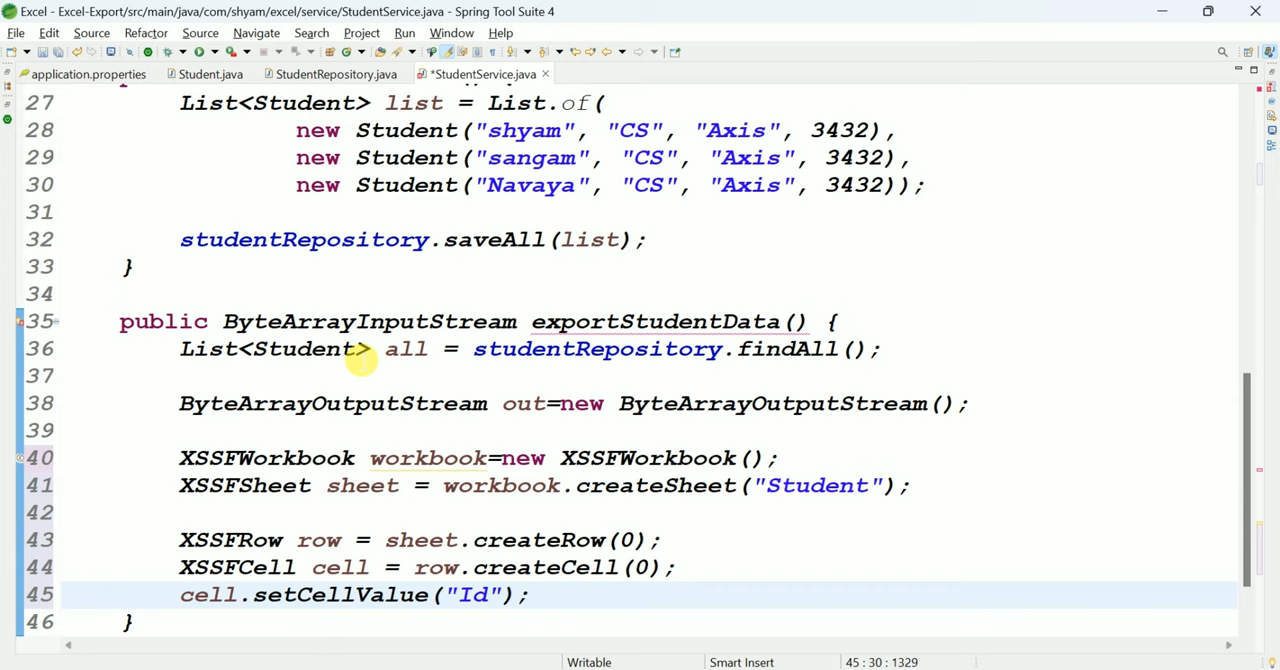 Excel - Excel-Export/src/main/java/com/shyam/excel/service/StudentService.java - Spring Tool Suite 4
File Edit Source Refactor Source Navigate Search Project Run Window Help
application.properties Student.java StudentRepository.java *StudentService.java
27 List<Student> list = List.of(
28 new Student("shyam", "CS", "Axis", 3432),
29 new Student("sangam", "CS", "Axis", 3432),
30 new Student("Navaya", "CS", "Axis", 3432));
31
32 studentRepository.saveAll(list);
33 }
34
35 public ByteArrayInputStream exportStudentData() {
36 List<Student> all = studentRepository.findAll();
37
38 ByteArrayOutputStream out=new ByteArrayOutputStream();
39
40 XSSFWorkbook workbook=new XSSFWorkbook();
41 XSSFSheet sheet = workbook.createSheet("Student");
42
43 XSSFRow row = sheet.createRow(0);
44 XSSFCell cell = row.createCell(0);
45 cell.setCellValue("Id");
46 }
Writable Smart Insert 45 : 30 : 1329